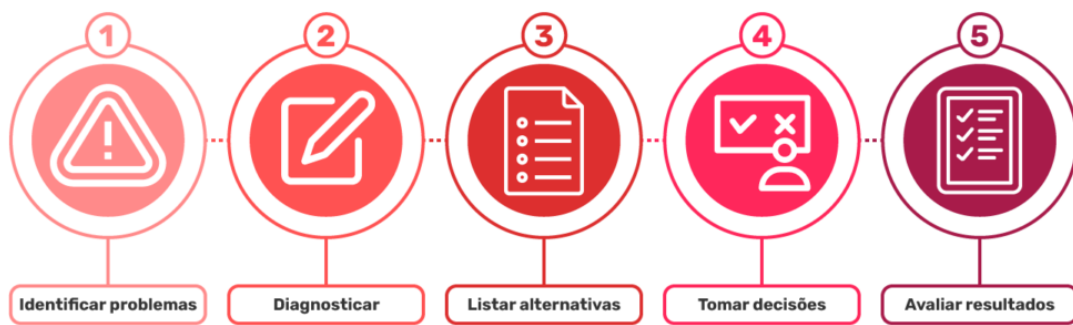 1
2
3
4
5
Identificar problemas
Diagnosticar
Listar alternativas
Tomar decisões
Avaliar resultados